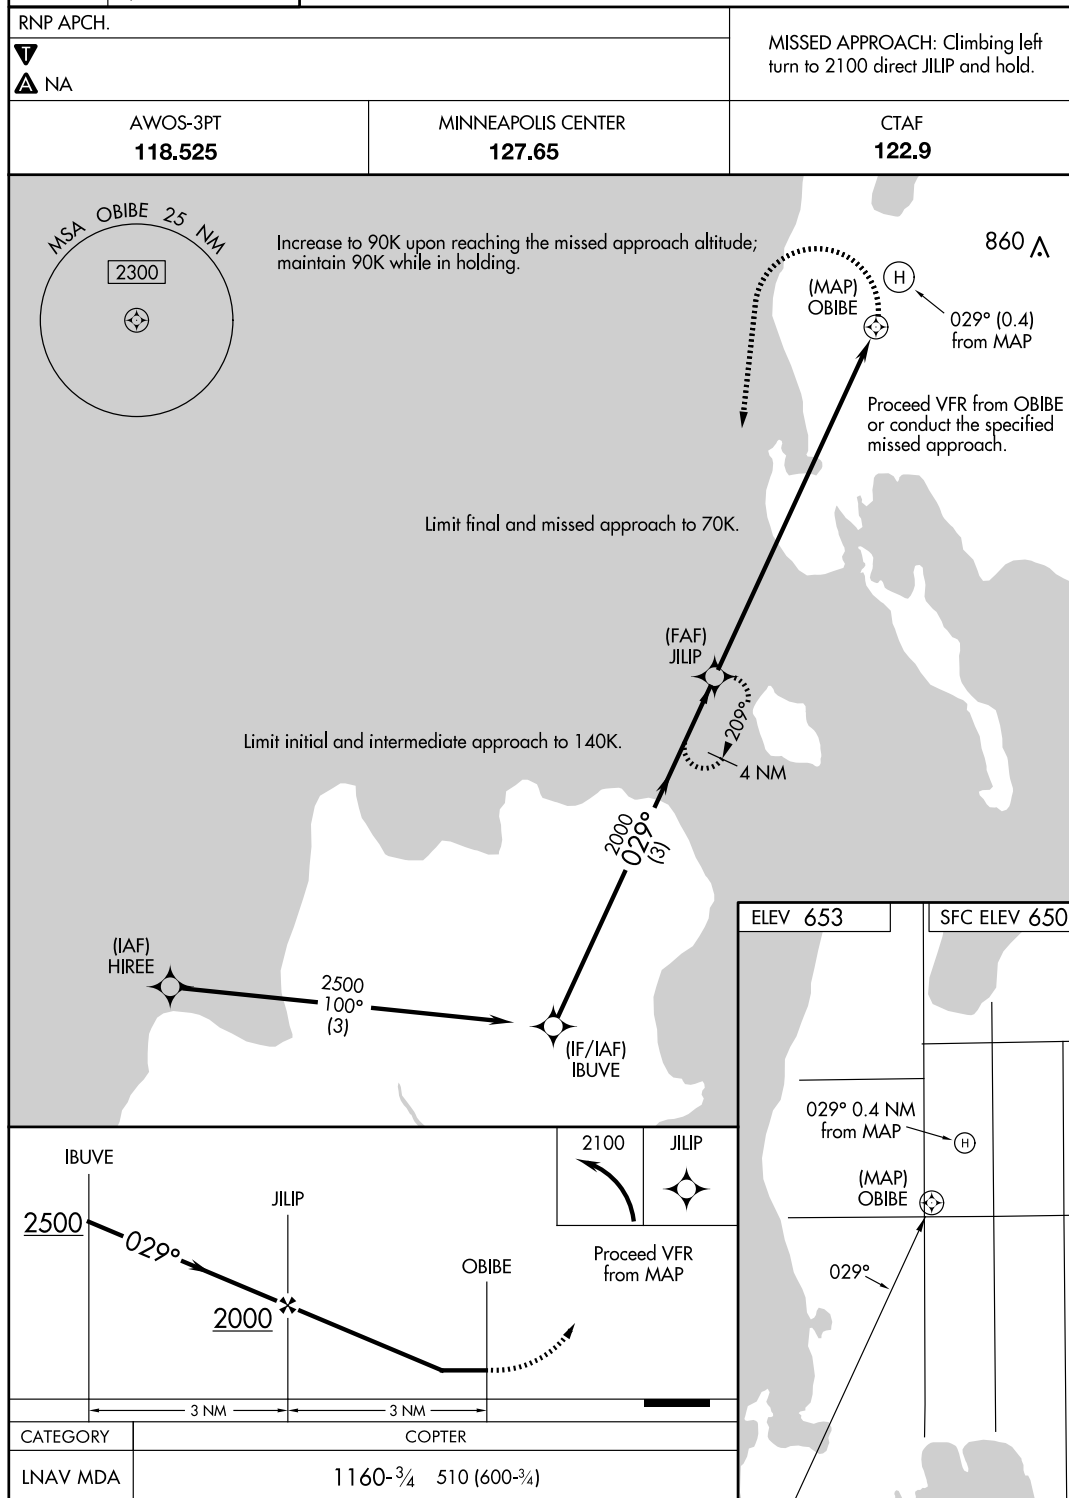 RNP APCH.
T
A NA
MISSED APPROACH: Climbing left
turn to 2100 direct JILIP and hold.
AWOS-3PT
118.525
MINNEAPOLIS CENTER
127.65
CTAF
122.9
MSA OBIBE 25 NM
2300
Increase to 90K upon reaching the missed approach altitude;
maintain 90K while in holding.
860
(MAP)
OBIBE
H
029° (0.4)
from MAP
Proceed VFR from OBIBE
or conduct the specified
missed approach.
Limit final and missed approach to 70K.
(FAF)
JILIP
209°
4 NM
Limit initial and intermediate approach to 140K.
2000
029°
(3)
(IAF)
HIREE
2500
100°
(3)
(IF/IAF)
IBUVE
ELEV 653
SFC ELEV 650
029° 0.4 NM
from MAP
H
(MAP)
OBIBE
029°
IBUVE
2500
029°
JILIP
2000
OBIBE
2100
JILIP
Proceed VFR
from MAP
3 NM
3 NM
CATEGORY
COPTER
LNAV MDA
1160-¾ 510 (600-¾)